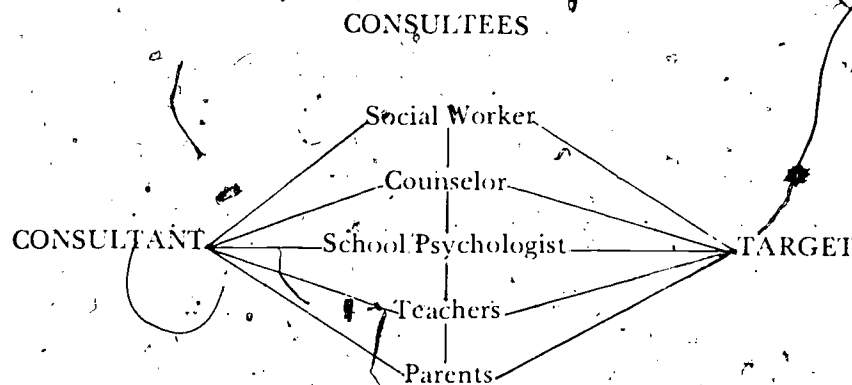 CONSULTEES
Social Worker
Counselor
CONSULTANT School Psychologist TARGET
Teachers
Parents